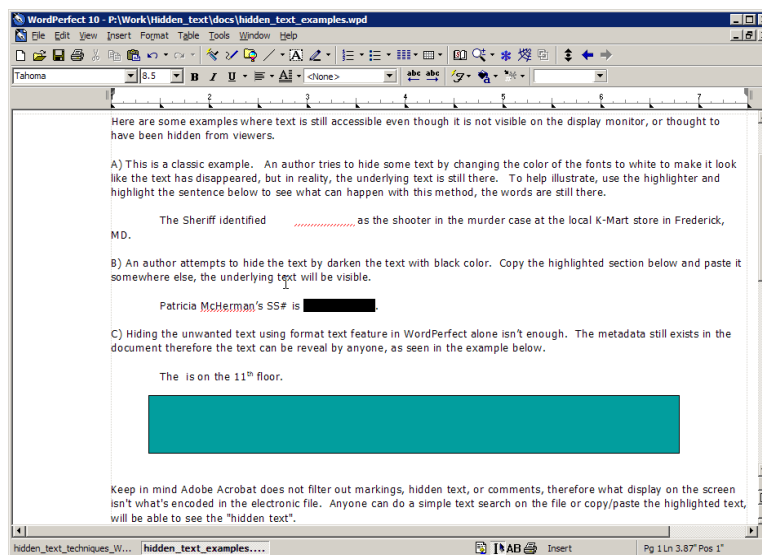 WordPerfect 10 - P:\Work\Hidden_text\docs\hidden_text_examples.wpd
File Edit View Insert Format Table Tools Window Help
Tahoma 8.5 B I U A <None> abc abc
2 3 4 5 6 7
Here are some examples where text is still accessible even though it is not visible on the display monitor, or thought to
have been hidden from viewers.
A) This is a classic example. An author tries to hide some text by changing the color of the fonts to white to make it look
like the text has disappeared, but in reality, the underlying text is still there. To help illustrate, use the highlighter and
highlight the sentence below to see what can happen with this method, the words are still there.
The Sheriff identified as the shooter in the murder case at the local K-Mart store in Frederick,
MD.
B) An author attempts to hide the text by darken the text with black color. Copy the highlighted section below and paste it
somewhere else, the underlying text will be visible.
Patricia McHerman's SS# is .
C) Hiding the unwanted text using format text feature in WordPerfect alone isn't enough. The metadata still exists in the
document therefore the text can be reveal by anyone, as seen in the example below.
The is on the 11th floor.
Keep in mind Adobe Acrobat does not filter out markings, hidden text, or comments, therefore what display on the screen
isn't what's encoded in the electronic file. Anyone can do a simple text search on the file or copy/paste the highlighted text,
will be able to see the "hidden text".
hidden_text_techniques_W... hidden_text_examples.... AB Insert Pg 1 Ln 3.87" Pos 1"